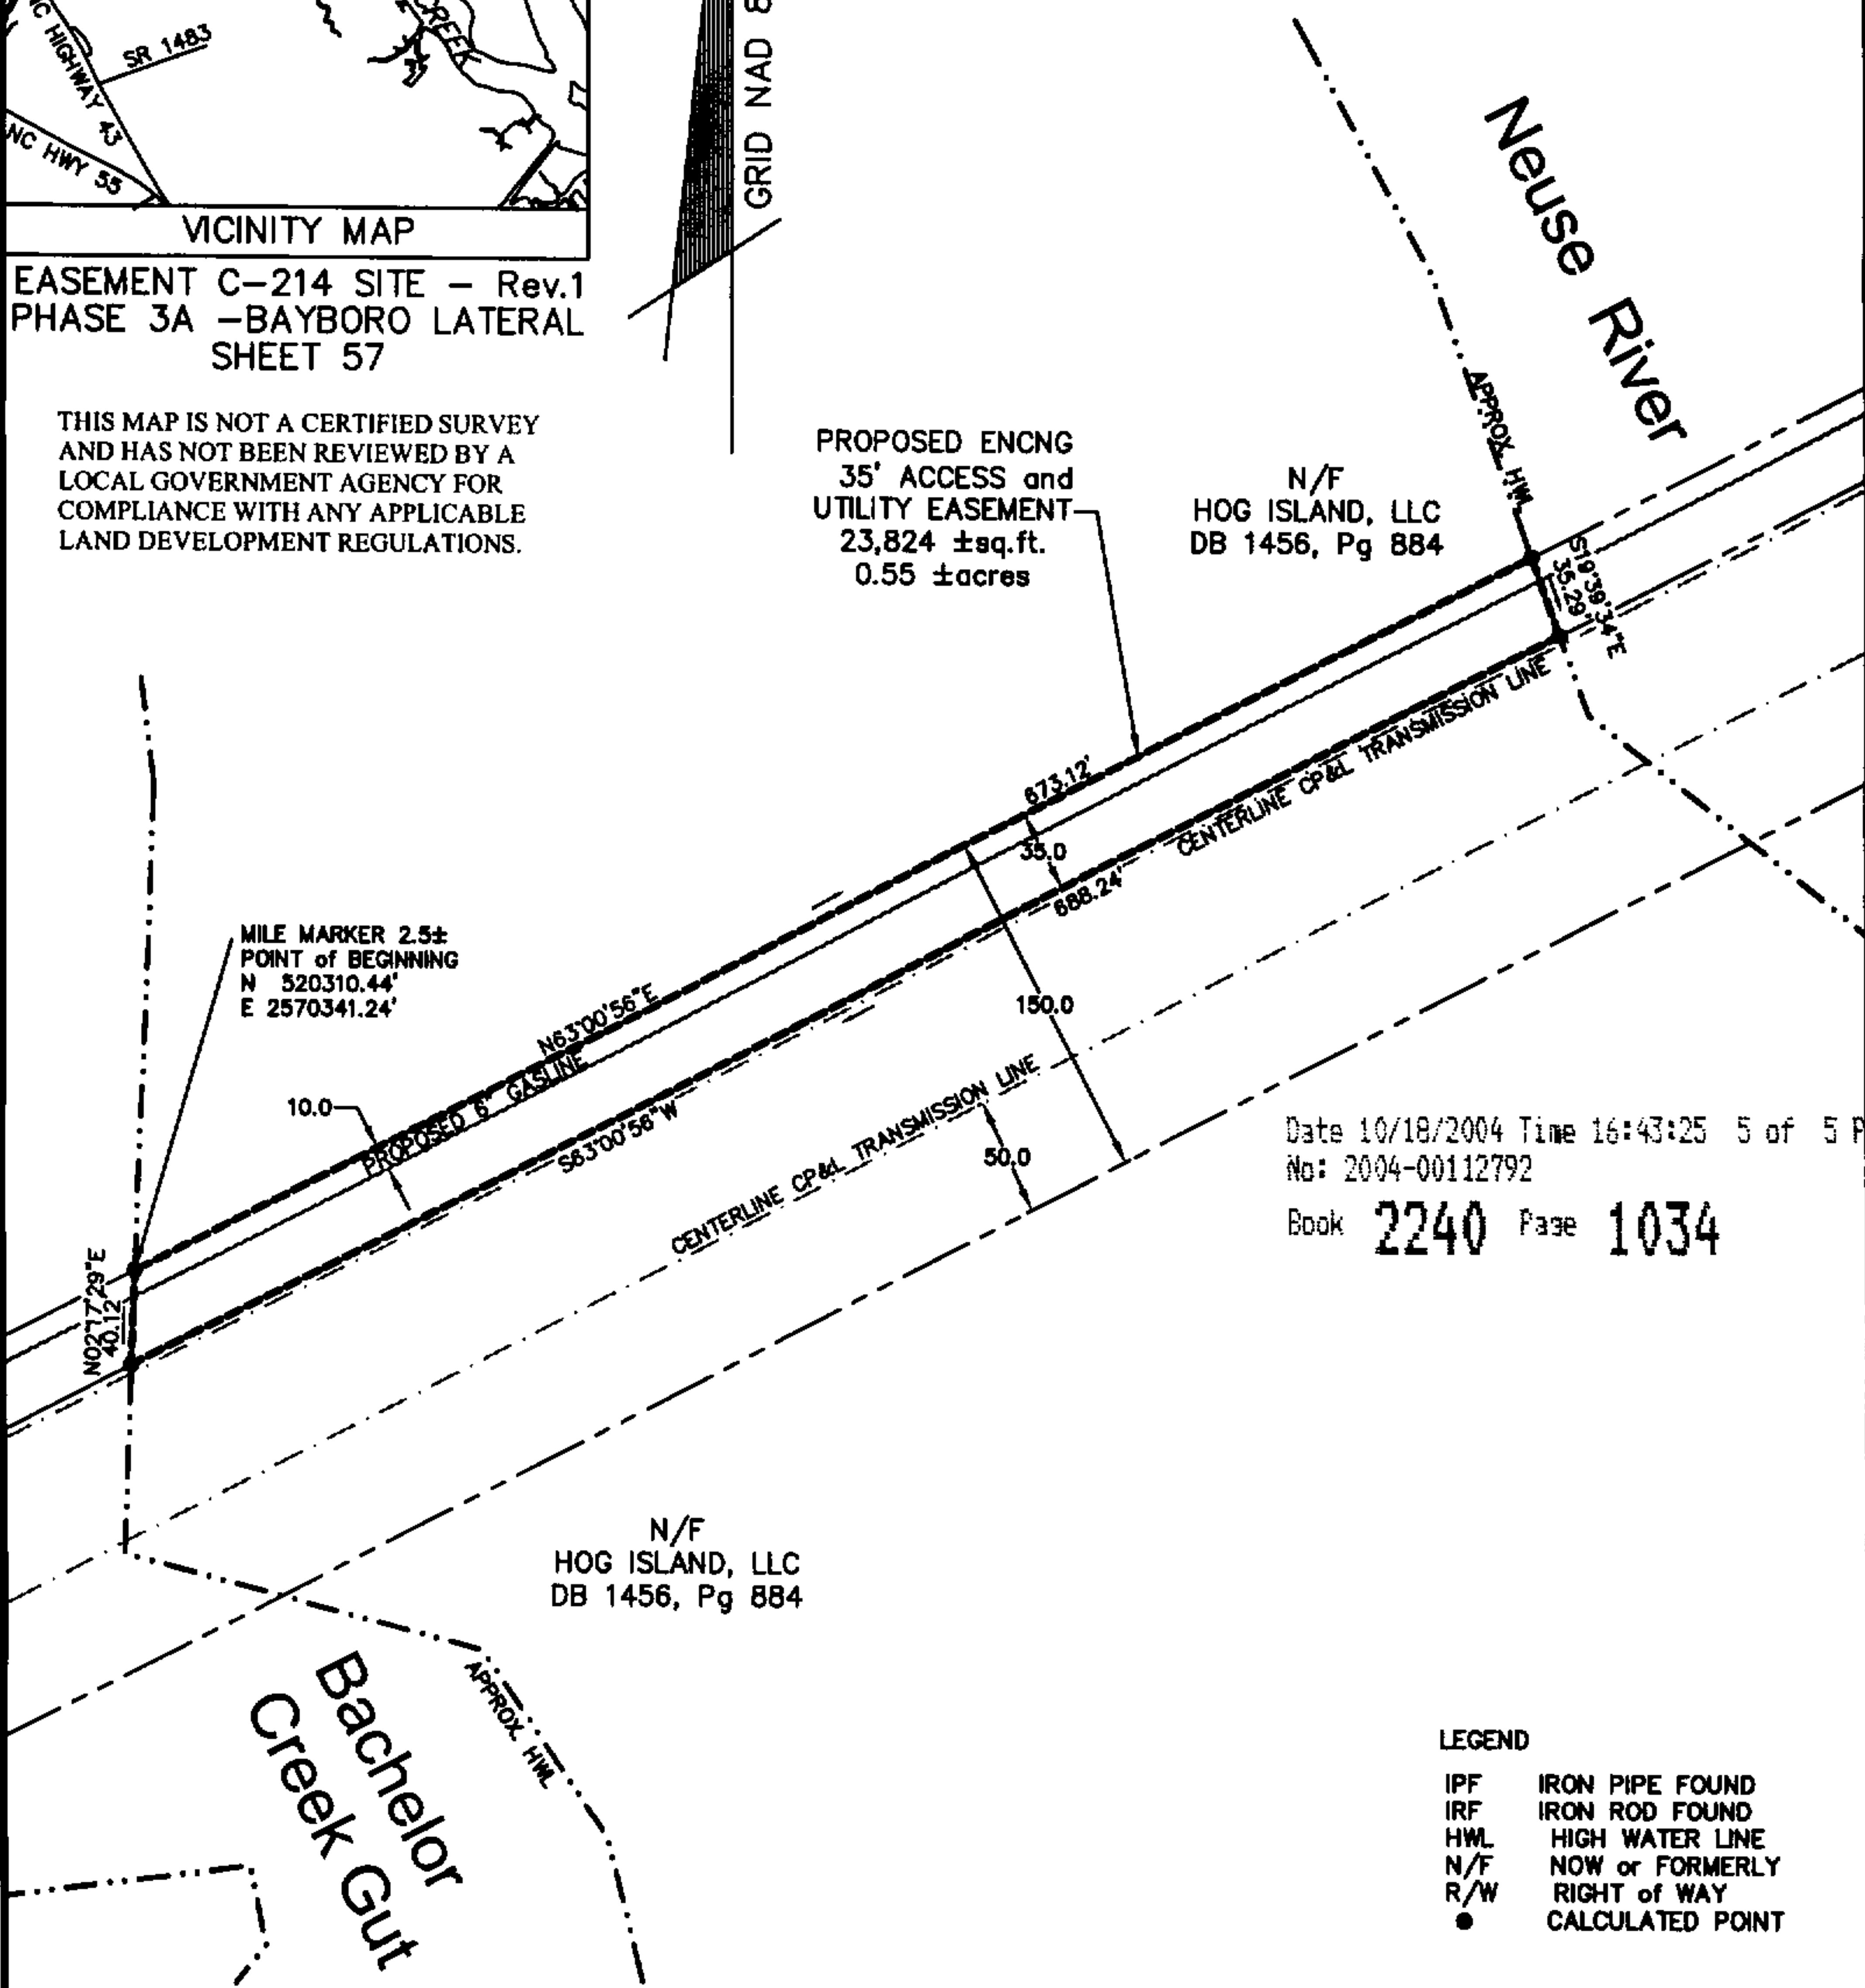 SR 1483
CREEK
NC HIGHWAY 43
NC HWY 55
VICINITY MAP
EASEMENT C-214 SITE - Rev.1
PHASE 3A -BAYBORO LATERAL
SHEET 57
THIS MAP IS NOT A CERTIFIED SURVEY
AND HAS NOT BEEN REVIEWED BY A
LOCAL GOVERNMENT AGENCY FOR
COMPLIANCE WITH ANY APPLICABLE
LAND DEVELOPMENT REGULATIONS.
GRID NAD 8
Neuse River
APPROX. HWL
PROPOSED ENCNG
35' ACCESS and
UTILITY EASEMENT
23,824 ±sq.ft.
0.55 ±acres
N/F
HOG ISLAND, LLC
DB 1456, Pg 884
S19°39'34"E
35.29'
CENTERLINE CP&L TRANSMISSION LINE
673.12'
35.0
688.24'
MILE MARKER 2.5±
POINT of BEGINNING
N 520310.44'
E 2570341.24'
N63°00'56"E
PROPOSED 6" GASLINE
10.0
S63°00'56"W
150.0
CENTERLINE CP&L TRANSMISSION LINE
50.0
Date 10/18/2004 Time 16:43:25 5 of 5 P
No: 2004-00112792
Book 2240 Page 1034
N02°17'29"E
40.12'
N/F
HOG ISLAND, LLC
DB 1456, Pg 884
APPROX. HWL
Bachelor
Creek Gut
LEGEND
IPF IRON PIPE FOUND
IRF IRON ROD FOUND
HWL HIGH WATER LINE
N/F NOW or FORMERLY
R/W RIGHT of WAY
● CALCULATED POINT